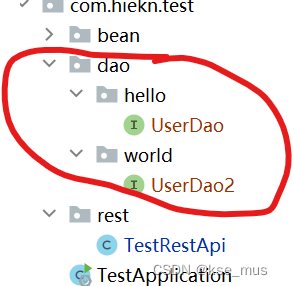 com.hiekn.test
bean
dao
hello
I UserDao
world
I UserDao2
rest
C TestRestApi
TestApplication
CSDN @kse_mus